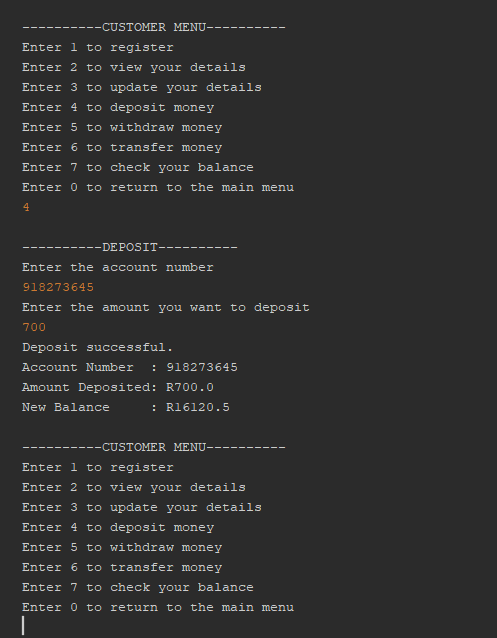 ----------CUSTOMER MENU----------
Enter 1 to register
Enter 2 to view your details
Enter 3 to update your details
Enter 4 to deposit money
Enter 5 to withdraw money
Enter 6 to transfer money
Enter 7 to check your balance
Enter 0 to return to the main menu
4
----------DEPOSIT----------
Enter the account number
918273645
Enter the amount you want to deposit
700
Deposit successful.
Account Number  : 918273645
Amount Deposited: R700.0
New Balance     : R16120.5
----------CUSTOMER MENU----------
Enter 1 to register
Enter 2 to view your details
Enter 3 to update your details
Enter 4 to deposit money
Enter 5 to withdraw money
Enter 6 to transfer money
Enter 7 to check your balance
Enter 0 to return to the main menu